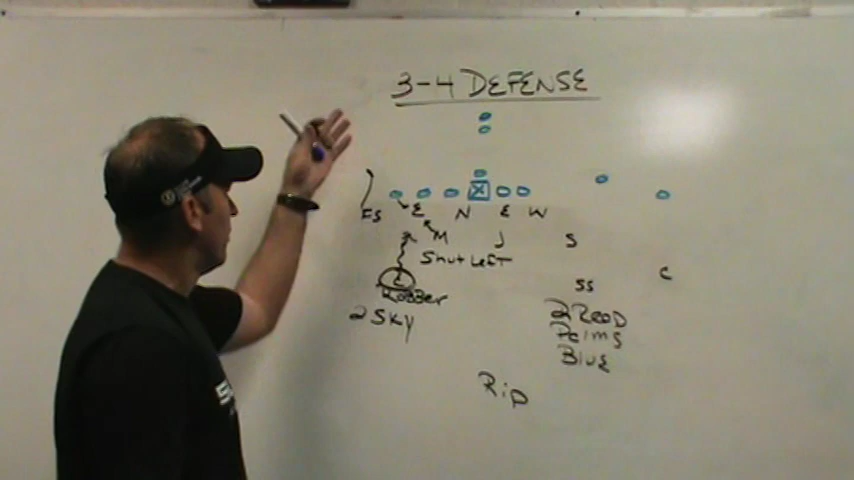 3-4 DEFENSE
X
FS E N E W
M J S
Shut Left
C
SS
Robber
2 Sky
2 Read
Palms
Blue
Rip